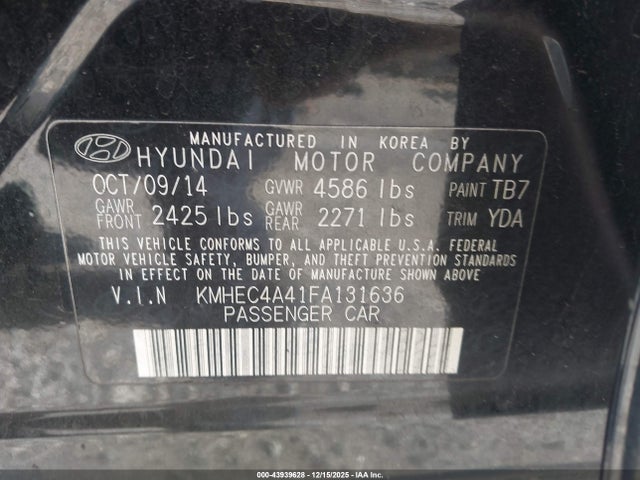 MANUFACTURED IN KOREA BY
HYUNDAI MOTOR COMPANY
OCT/09/14 GVWR 4586 lbs PAINT TB7
GAWR FRONT 2425 lbs GAWR REAR 2271 lbs TRIM YDA
THIS VEHICLE CONFORMS TO ALL APPLICABLE U.S.A. FEDERAL
MOTOR VEHICLE SAFETY, BUMPER, AND THEFT PREVENTION STANDARDS
IN EFFECT ON THE DATE OF MANUFACTURE SHOWN ABOVE
V.I.N KMHEC4A41FA131636
PASSENGER CAR
000-43939628 - 12/15/2025 - IAAI.COM